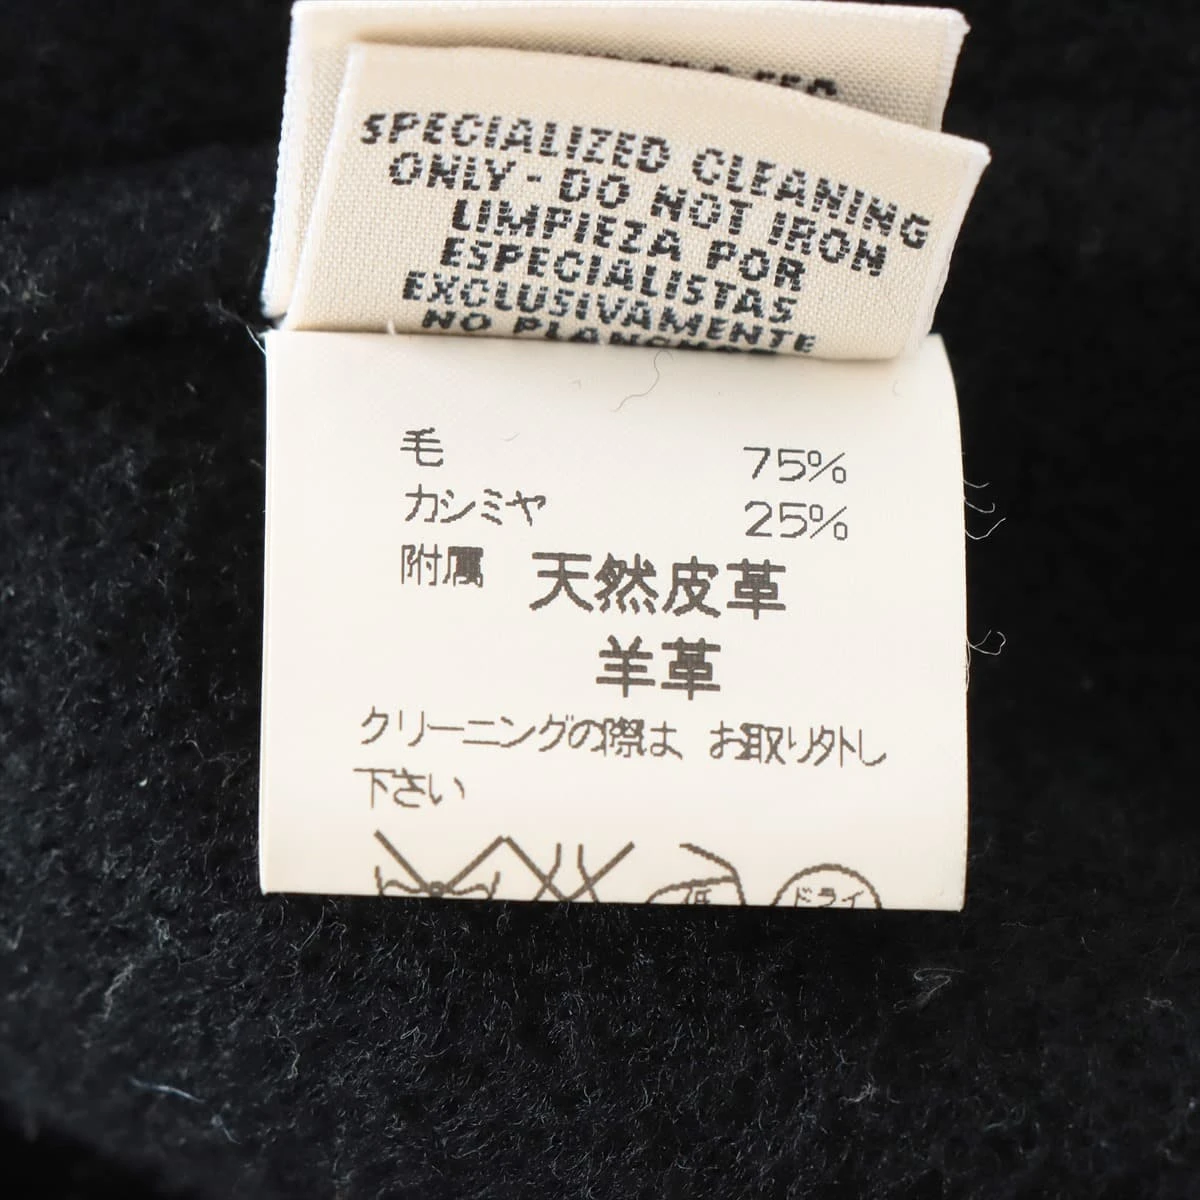 SPECIALIZED CLEANING
ONLY - DO NOT IRON
LIMPIEZA POR
ESPECIALISTAS
EXCLUSIVAMENTE
NO
毛 75%
カシミヤ 25%
附属 天然皮革
羊革
クリーニングの際は、お取り外し
下さい
低
ドライ